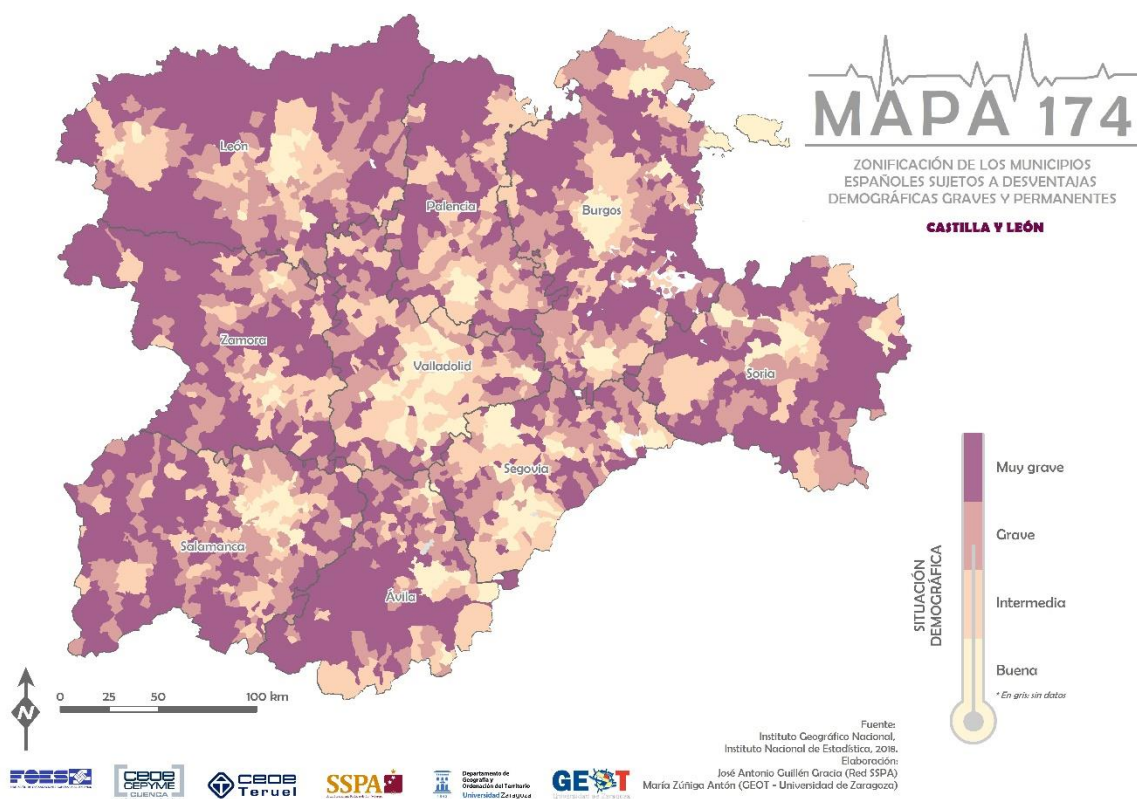 MAPA 174
ZONIFICACIÓN DE LOS MUNICIPIOS
ESPAÑOLES SUJETOS A DESVENTAJAS
DEMOGRÁFICAS GRAVES Y PERMANENTES
CASTILLA Y LEÓN
León
Palencia
Burgos
Zamora
Valladolid
Soria
Segovia
Salamanca
Ávila
SITUACIÓN
DEMOGRÁFICA
Muy grave
Grave
Intermedia
Buena
* En gris: sin datos
N
0 25 50 100 km
Fuente:
Instituto Geográfico Nacional,
Instituto Nacional de Estadística, 2018.
Elaboración:
José Antonio Guillén Gracia (Red SSPA)
María Zúñiga Antón (GEOT - Universidad de Zaragoza)
FOES
CEOE
CEPYME
CUENCA
CEOE
Teruel
SSPA
Departamento de
Geografía y
Ordenación del Territorio
Universidad Zaragoza
GEOT
Universidad de Zaragoza